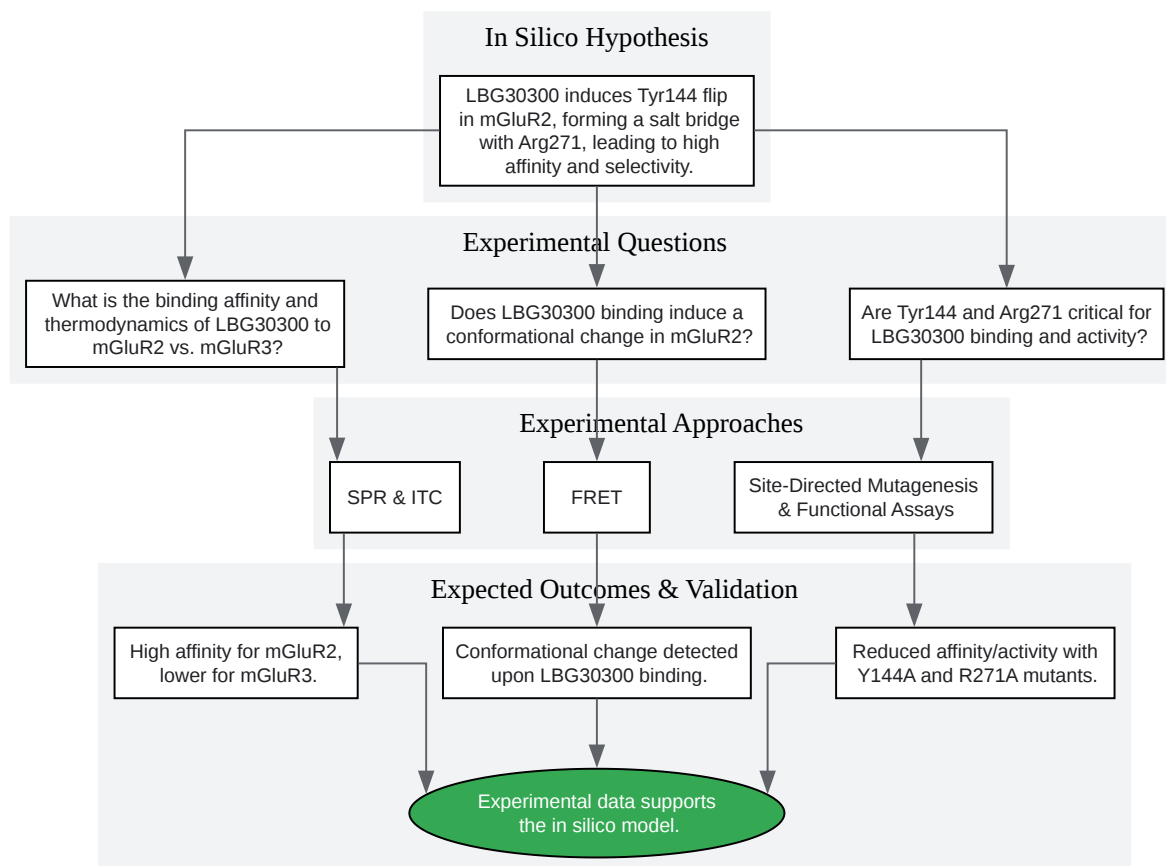 In Silico Hypothesis
LBG30300 induces Tyr144 flip
in mGluR2, forming a salt bridge
with Arg271, leading to high
affinity and selectivity.
Experimental Questions
What is the binding affinity and
thermodynamics of LBG30300 to
mGluR2 vs. mGluR3?
Does LBG30300 binding induce a
conformational change in mGluR2?
Are Tyr144 and Arg271 critical for
LBG30300 binding and activity?
Experimental Approaches
SPR & ITC
FRET
Site-Directed Mutagenesis
& Functional Assays
Expected Outcomes & Validation
High affinity for mGluR2,
lower for mGluR3.
Conformational change detected
upon LBG30300 binding.
Reduced affinity/activity with
Y144A and R271A mutants.
Experimental data supports
the in silico model.